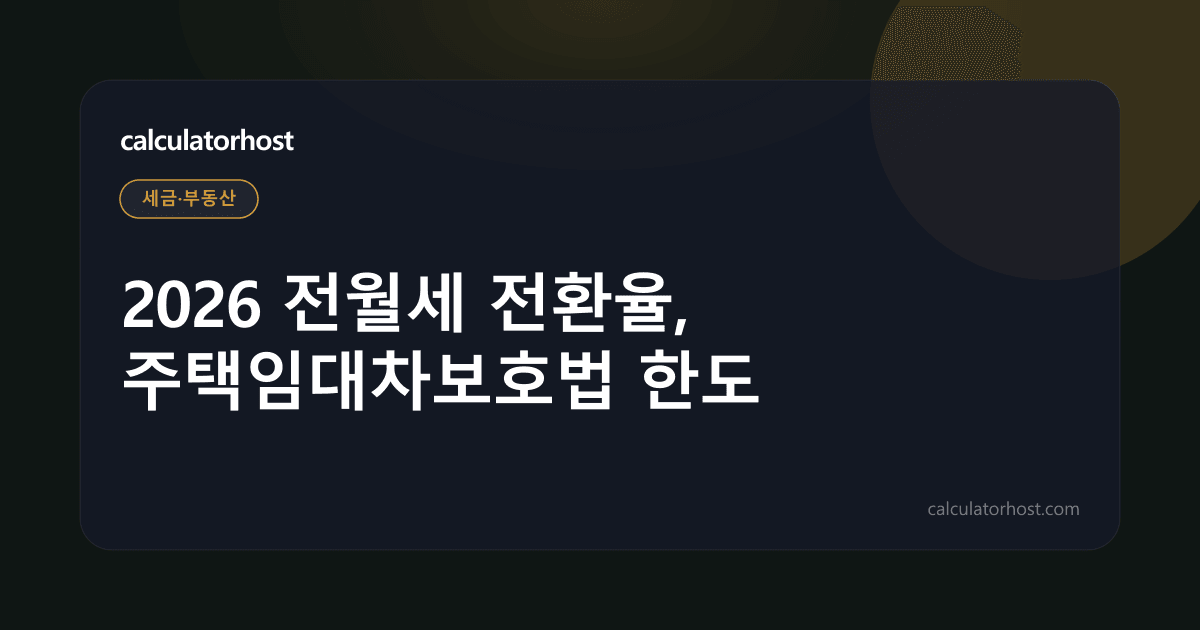 calculatorhost
세금·부동산
2026 전월세 전환율,
주택임대차보호법 한도
calculatorhost.com